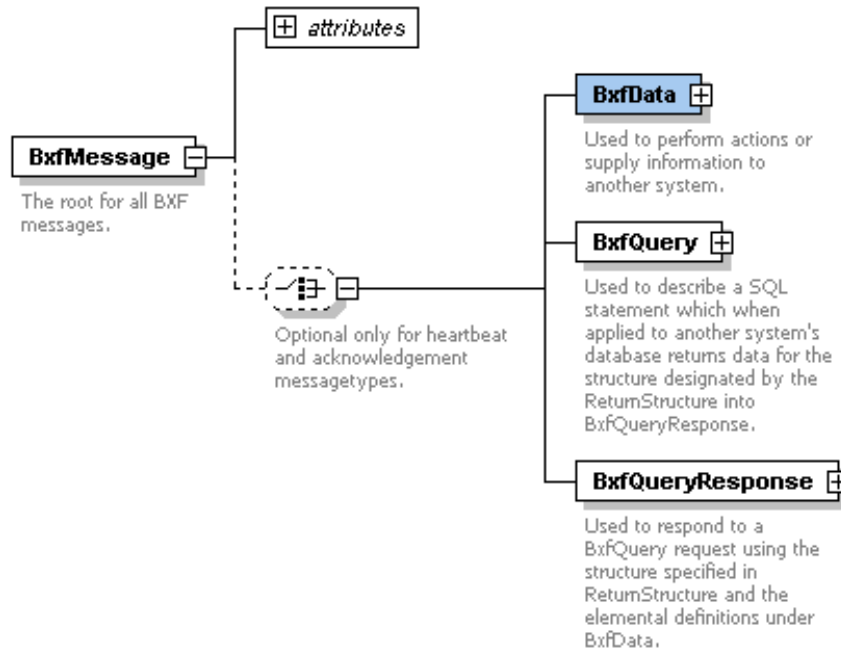 attributes
BxfData
Used to perform actions or
supply information to
another system.
BxfMessage
The root for all BXF
messages.
BxfQuery
Used to describe a SQL
statement which when
applied to another system's
database returns data for the
structure designated by the
ReturnStructure into
BxfQueryResponse.
Optional only for heartbeat
and acknowledgement
messagetypes.
BxfQueryResponse
Used to respond to a
BxfQuery request using the
structure specified in
ReturnStructure and the
elemental definitions under
BxfData.